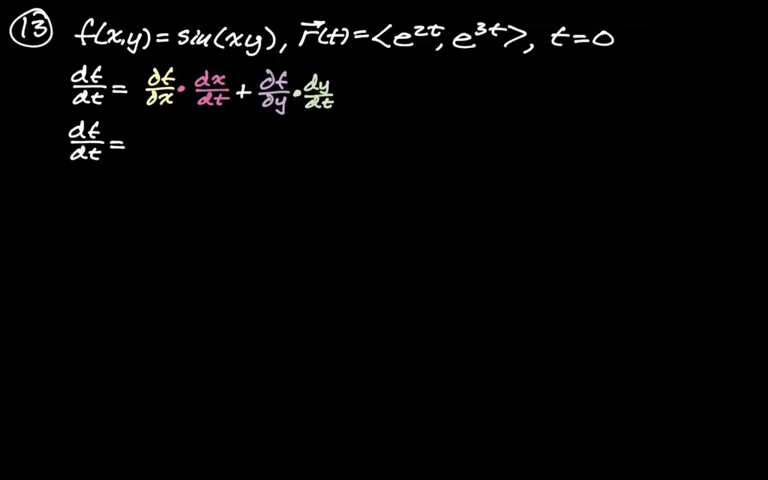 ⑬ f(x,y) = sin(xy), r⃗(t) = <e^{2t}, e^{3t}>, t = 0
df/dt = ∂f/∂x • dx/dt + ∂f/∂y • dy/dt
df/dt =